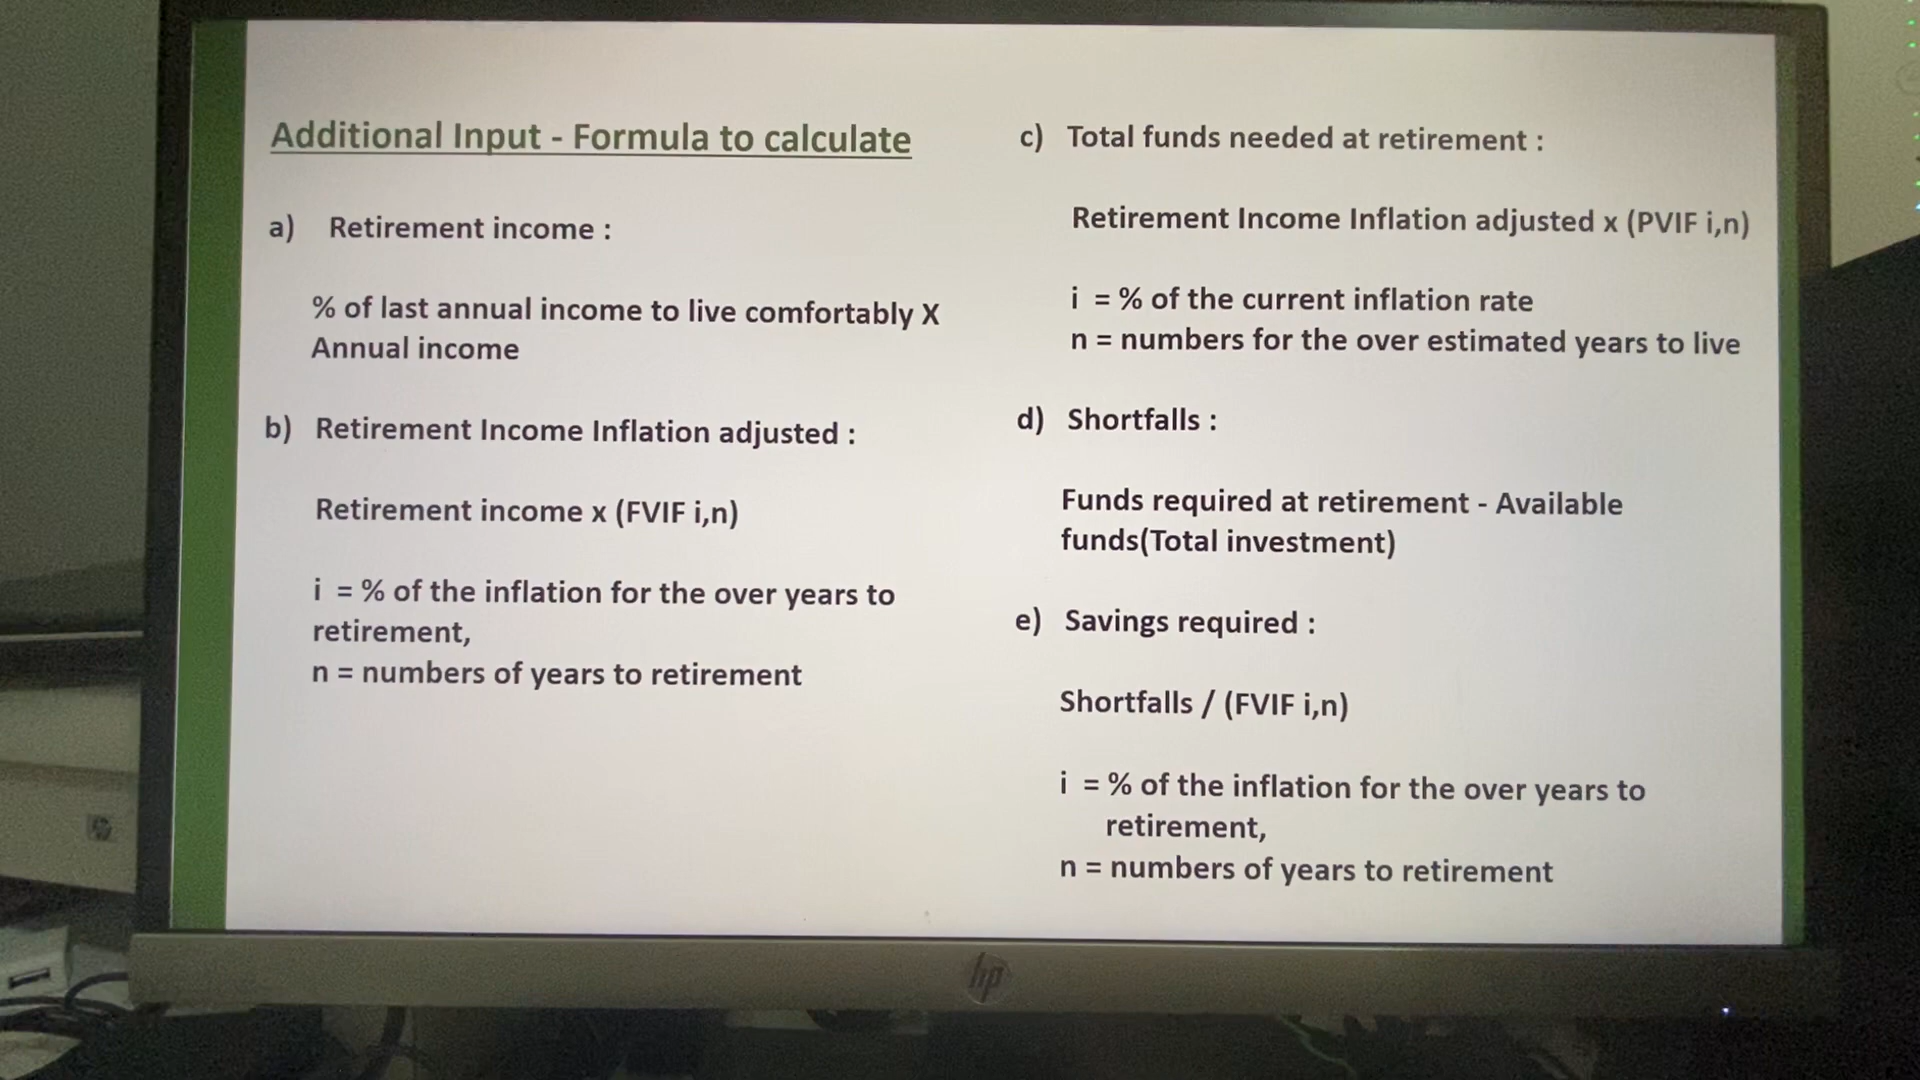 Additional Input - Formula to calculate
a) Retirement income :
% of last annual income to live comfortably X
Annual income
b) Retirement Income Inflation adjusted :
Retirement income x (FVIF i,n)
i = % of the inflation for the over years to
retirement,
n = numbers of years to retirement
c) Total funds needed at retirement :
Retirement Income Inflation adjusted x (PVIF i,n)
i = % of the current inflation rate
n = numbers for the over estimated years to live
d) Shortfalls :
Funds required at retirement - Available
funds(Total investment)
e) Savings required :
Shortfalls / (FVIF i,n)
i = % of the inflation for the over years to
retirement,
n = numbers of years to retirement
hp